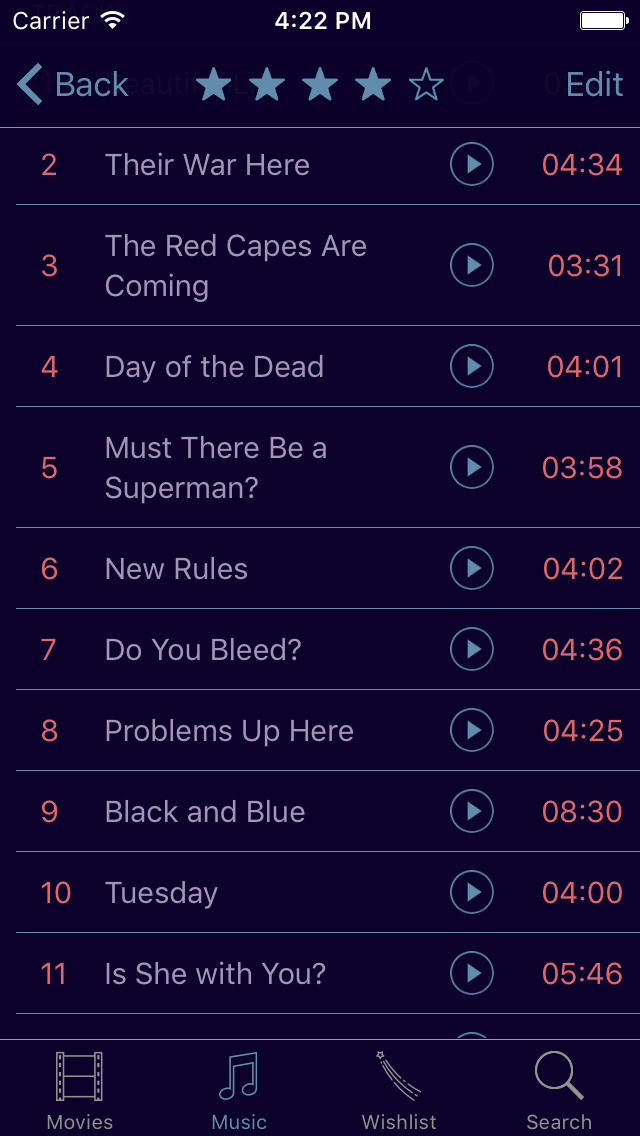 Carrier 4:22 PM
Back Edit
2 Their War Here 04:34
3 The Red Capes Are
Coming 03:31
4 Day of the Dead 04:01
5 Must There Be a
Superman? 03:58
6 New Rules 04:02
7 Do You Bleed? 04:36
8 Problems Up Here 04:25
9 Black and Blue 08:30
10 Tuesday 04:00
11 Is She with You? 05:46
Movies Music Wishlist Search